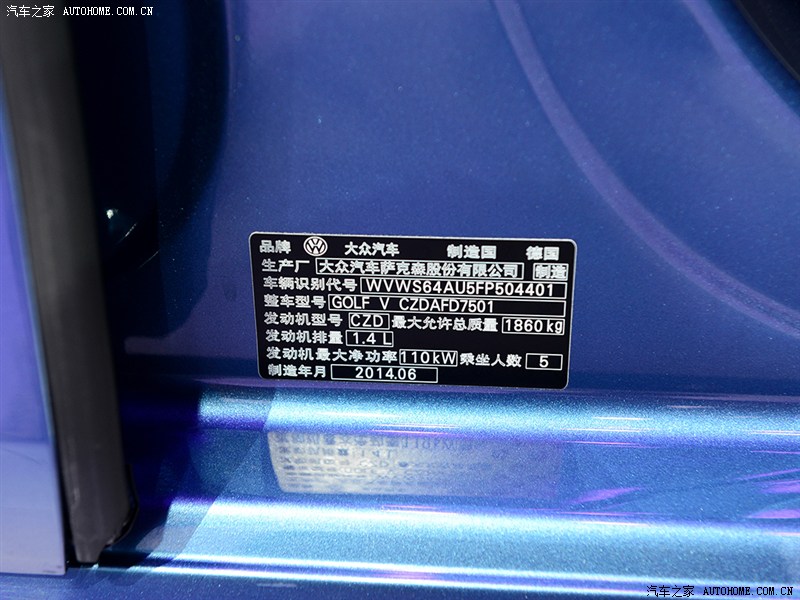 汽车之家 AUTOHOME.COM.CN
品牌 VW 大众汽车 制造国 德国
生产厂 大众汽车萨克森股份有限公司 制造
车辆识别代号 WVWS64AU5FP504401
整车型号 GOLF V CZDAFD7501
发动机型号 CZD 最大允许总质量 1860kg
发动机排量 1.4 L
发动机最大净功率 110kW 乘坐人数 5
制造年月 2014.06
汽车之家 AUTOHOME.COM.CN